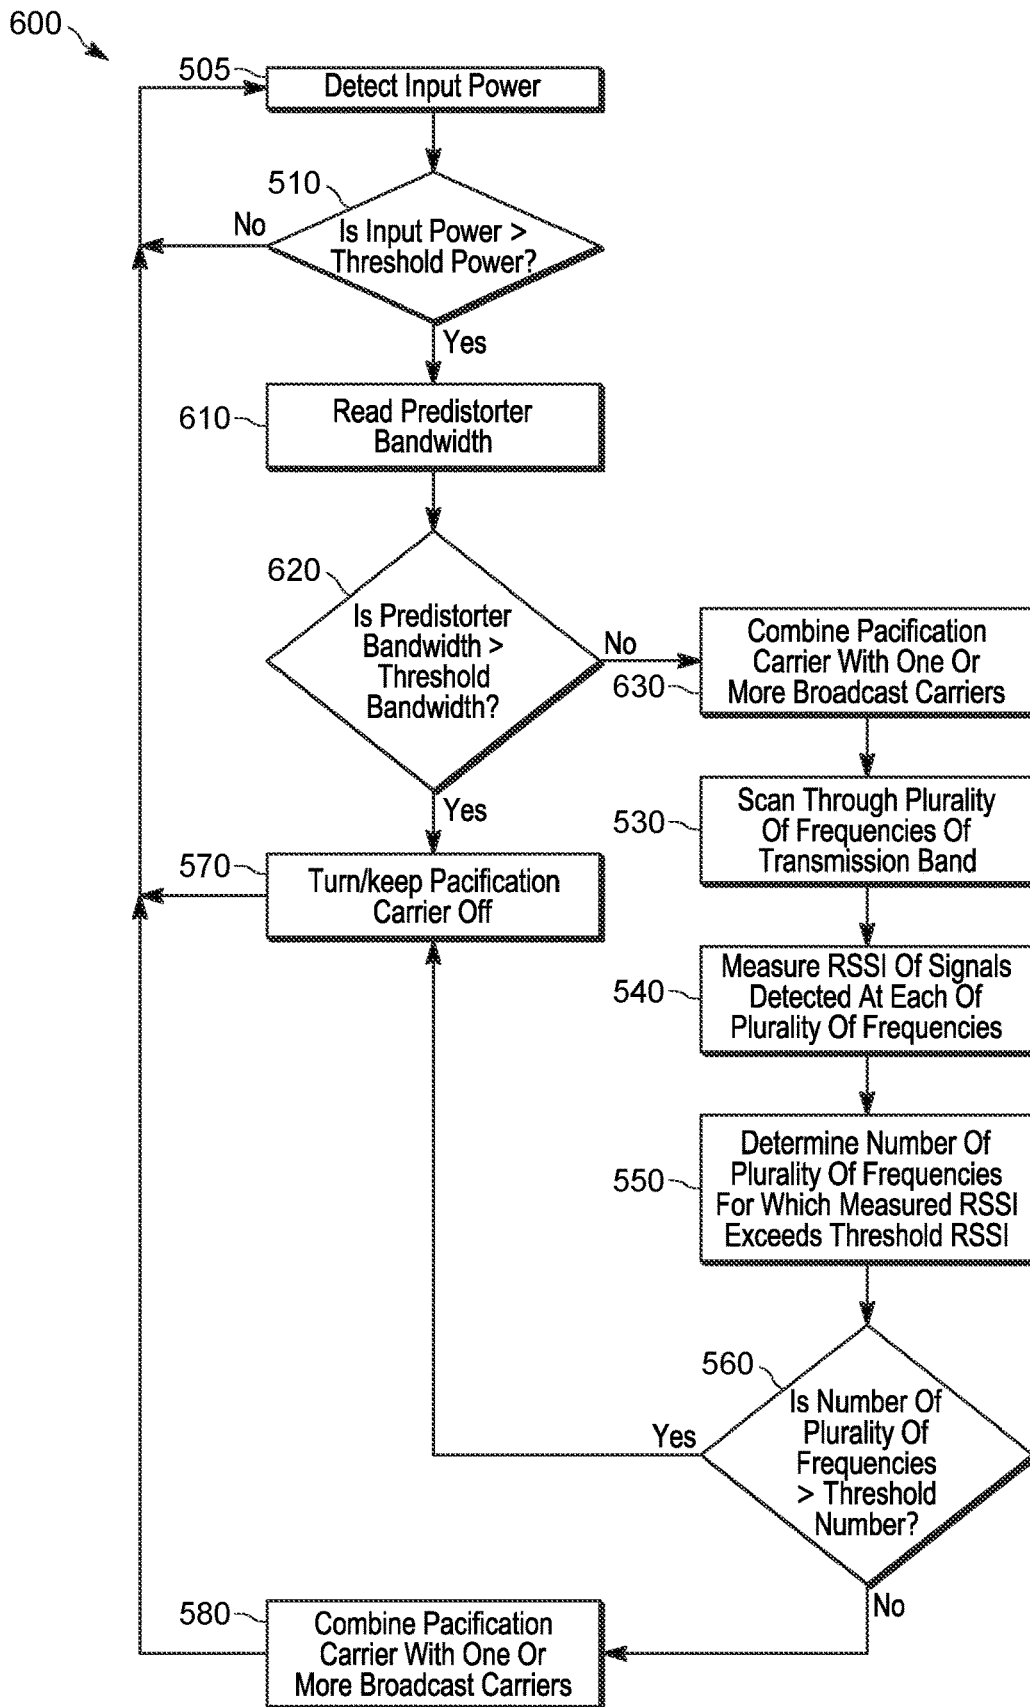 600
505
Detect Input Power
510
No
Is Input Power >
Threshold Power?
Yes
610
Read Predistorter
Bandwidth
620
Is Predistorter
Bandwidth >
Threshold
Bandwidth?
No
Combine Pacification
Carrier With One Or
More Broadcast Carriers
630
Yes
530
Scan Through Plurality
Of Frequencies Of
Transmission Band
570
Turn/keep Pacification
Carrier Off
540
Measure RSSI Of Signals
Detected At Each Of
Plurality Of Frequencies
550
Determine Number Of
Plurality Of Frequencies
For Which Measured RSSI
Exceeds Threshold RSSI
560
Yes
Is Number Of
Plurality Of
Frequencies
> Threshold
Number?
No
580
Combine Pacification
Carrier With One Or
More Broadcast Carriers